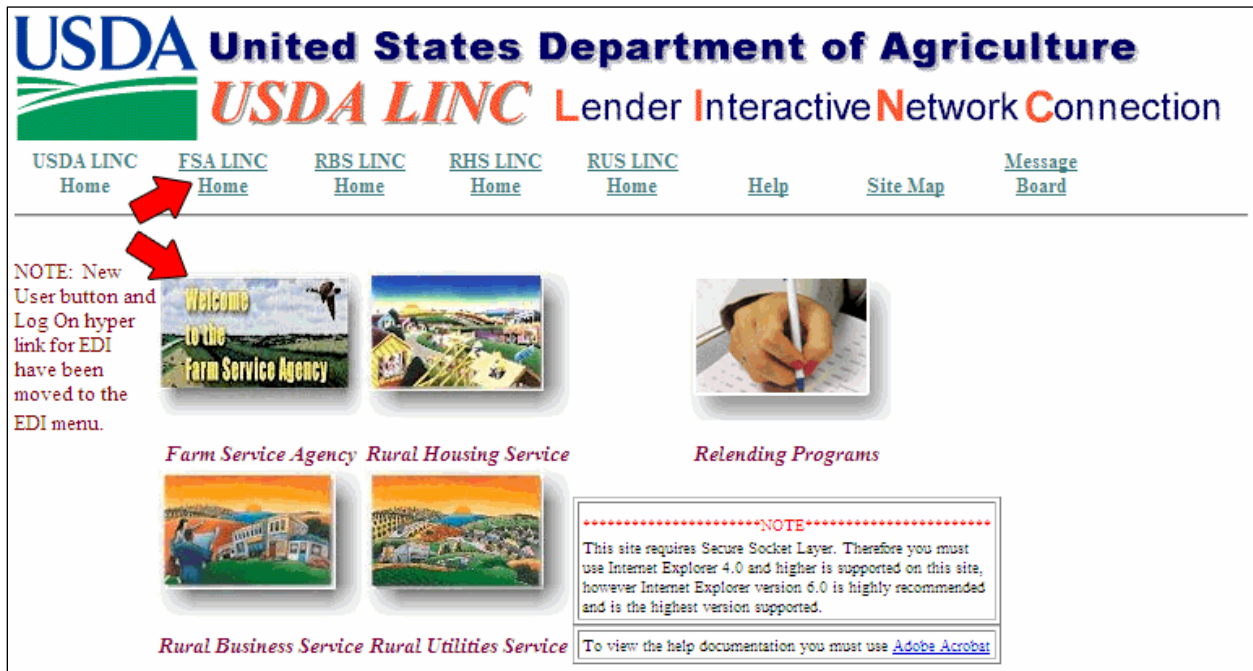 USDA United States Department of Agriculture
USDA LINC Lender Interactive Network Connection
USDA LINC Home
FSA LINC Home
RBS LINC Home
RHS LINC Home
RUS LINC Home
Help
Site Map
Message Board
NOTE: New
User button and
Log On hyper
link for EDI
have been
moved to the
EDI menu.
Welcome
to the
Farm Service Agency
Farm Service Agency
Rural Housing Service
Relending Programs
Rural Business Service
Rural Utilities Service
**********************NOTE***********************
This site requires Secure Socket Layer. Therefore you must
use Internet Explorer 4.0 and higher is supported on this site,
however Internet Explorer version 6.0 is highly recommended
and is the highest version supported.
To view the help documentation you must use Adobe Acrobat